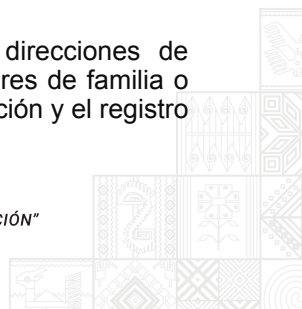 direcciones de
res de familia o
ción y el registro
CIÓN"